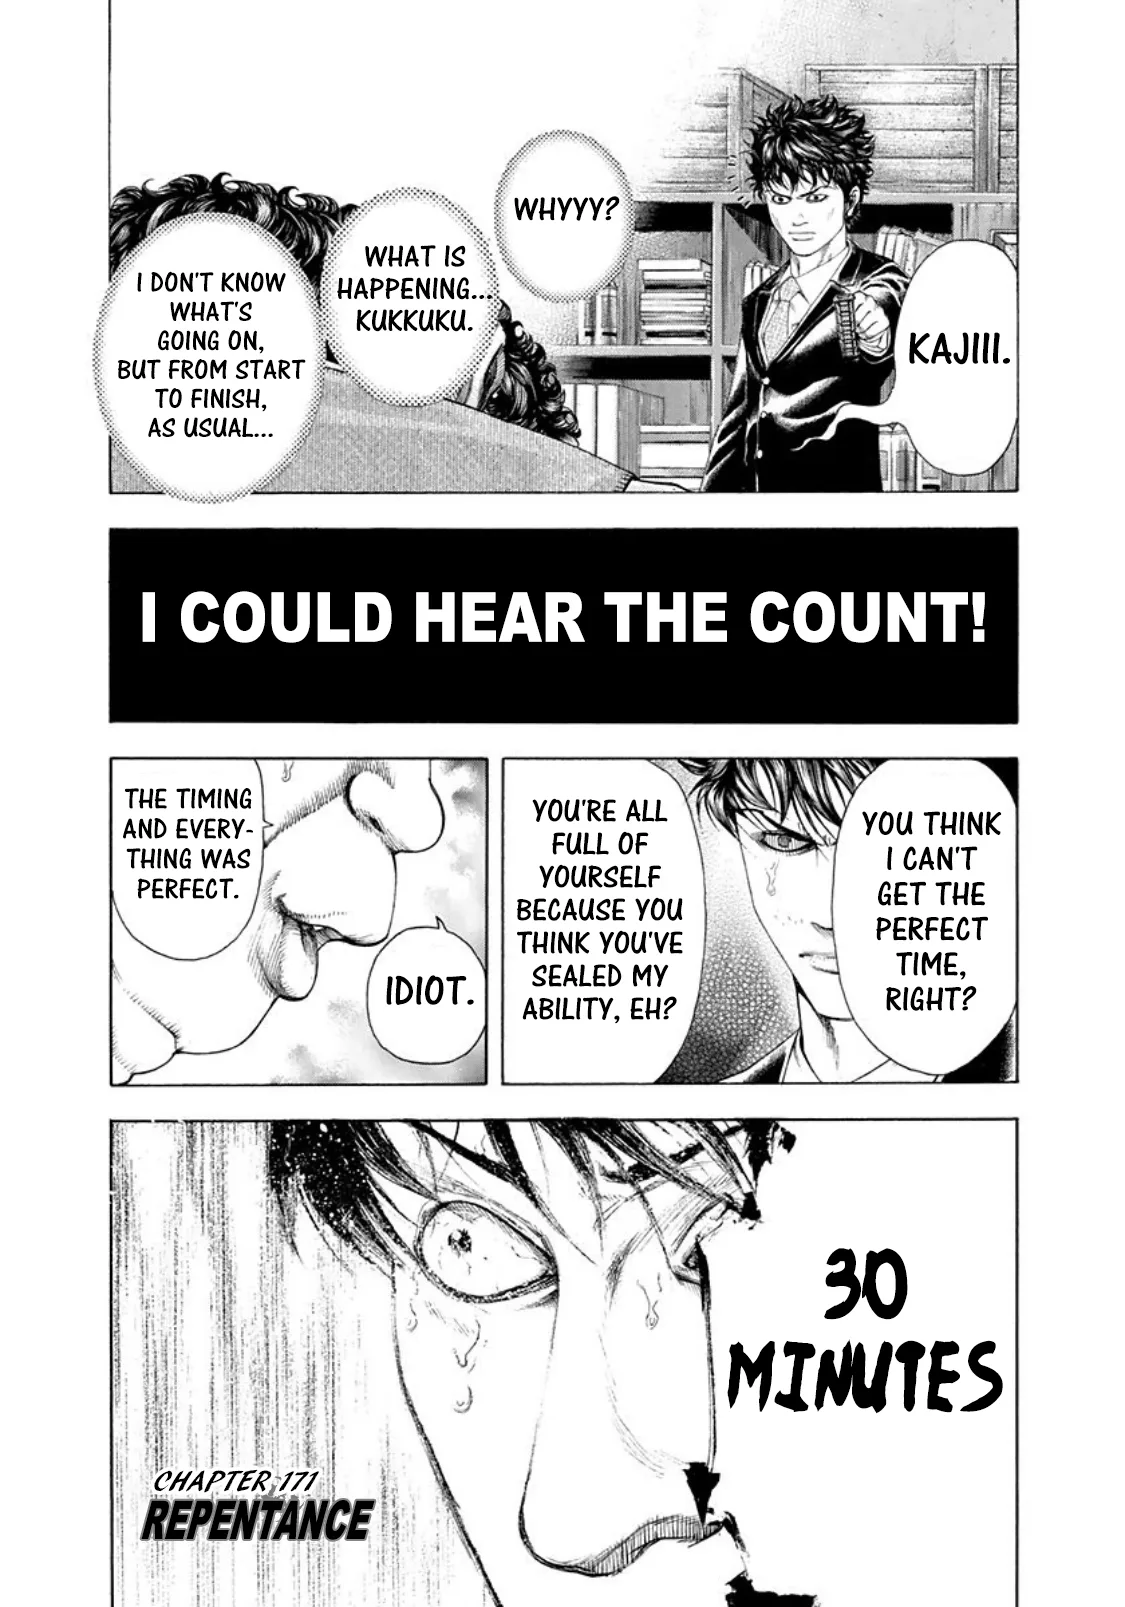 KAJIII.
WHYYY?
WHAT IS
HAPPENING...
KUKKUKU.
I DON'T KNOW
WHAT'S
GOING ON,
BUT FROM START
TO FINISH,
AS USUAL...
I COULD HEAR THE COUNT!
YOU THINK
I CAN'T
GET THE
PERFECT
TIME,
RIGHT?
YOU'RE ALL
FULL OF
YOURSELF
BECAUSE YOU
THINK YOU'VE
SEALED MY
ABILITY, EH?
IDIOT.
THE TIMING
AND EVERY-
THING WAS
PERFECT.
30
MINUTES
CHAPTER 171
REPENTANCE